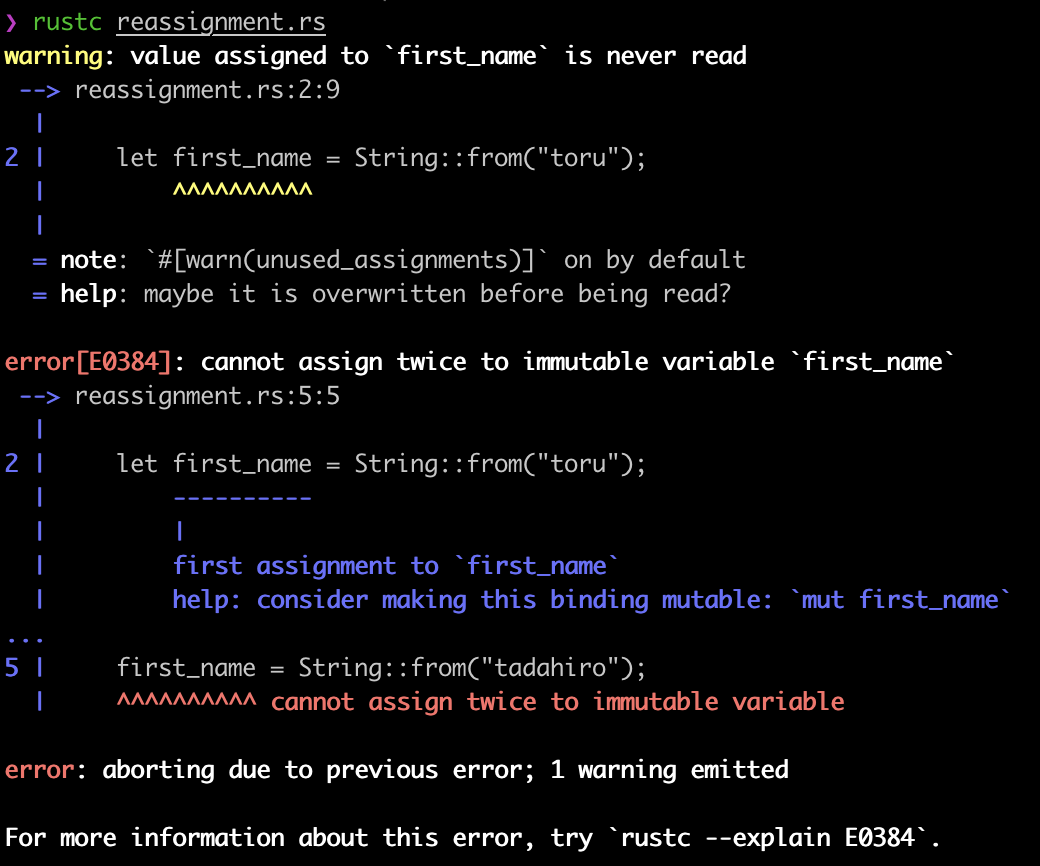 ❯ rustc reassignment.rs
warning: value assigned to `first_name` is never read
 --> reassignment.rs:2:9
  |
2 |     let first_name = String::from("toru");
  |         ^^^^^^^^^^
  |
  = note: `#[warn(unused_assignments)]` on by default
  = help: maybe it is overwritten before being read?

error[E0384]: cannot assign twice to immutable variable `first_name`
 --> reassignment.rs:5:5
  |
2 |     let first_name = String::from("toru");
  |         ----------
  |         |
  |         first assignment to `first_name`
  |         help: consider making this binding mutable: `mut first_name`
...
5 |     first_name = String::from("tadahiro");
  |     ^^^^^^^^^^ cannot assign twice to immutable variable

error: aborting due to previous error; 1 warning emitted

For more information about this error, try `rustc --explain E0384`.